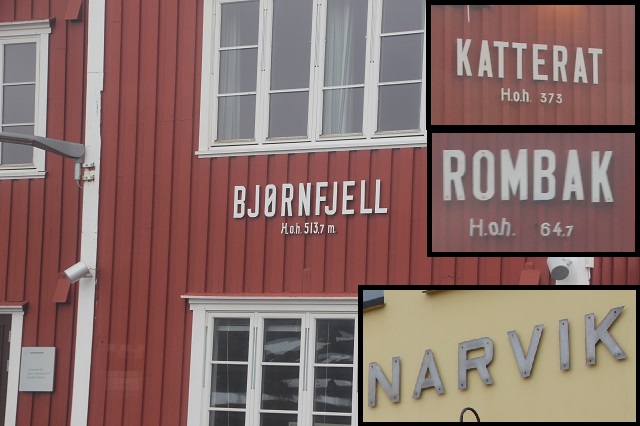 BJØRNFJELL
H.o.h. 513,7 m.
KATTERAT
H.o.h. 373
ROMBAK
H.o.h. 64.7
NARVIK